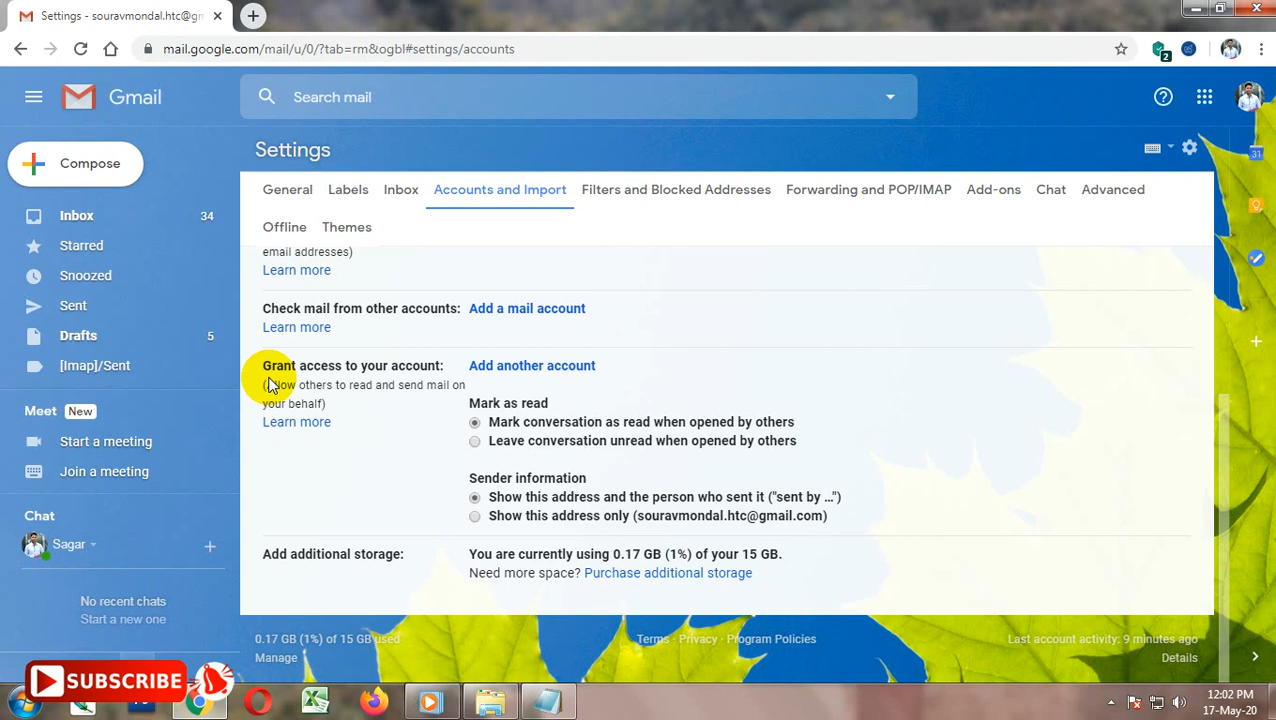 Settings - souravmondal.htc@gm
mail.google.com/mail/u/0/?tab=rm&ogbl#settings/accounts
2
Gmail
Search mail
Compose
Inbox 34
Starred
Snoozed
Sent
Drafts 5
[Imap]/Sent
Meet New
Start a meeting
Join a meeting
Chat
Sagar
No recent chats
Start a new one
Settings
General Labels Inbox Accounts and Import Filters and Blocked Addresses Forwarding and POP/IMAP Add-ons Chat Advanced
Offline Themes
email addresses)
Learn more
Check mail from other accounts: Add a mail account
Learn more
Grant access to your account: Add another account
(Allow others to read and send mail on
your behalf)
Learn more
Mark as read
Mark conversation as read when opened by others
Leave conversation unread when opened by others
Sender information
Show this address and the person who sent it ("sent by ...")
Show this address only (souravmondal.htc@gmail.com)
Add additional storage: You are currently using 0.17 GB (1%) of your 15 GB.
Need more space? Purchase additional storage
0.17 GB (1%) of 15 GB used
Manage
Terms · Privacy · Program Policies
Last account activity: 9 minutes ago
Details
31
SUBSCRIBE
12:02 PM
17-May-20